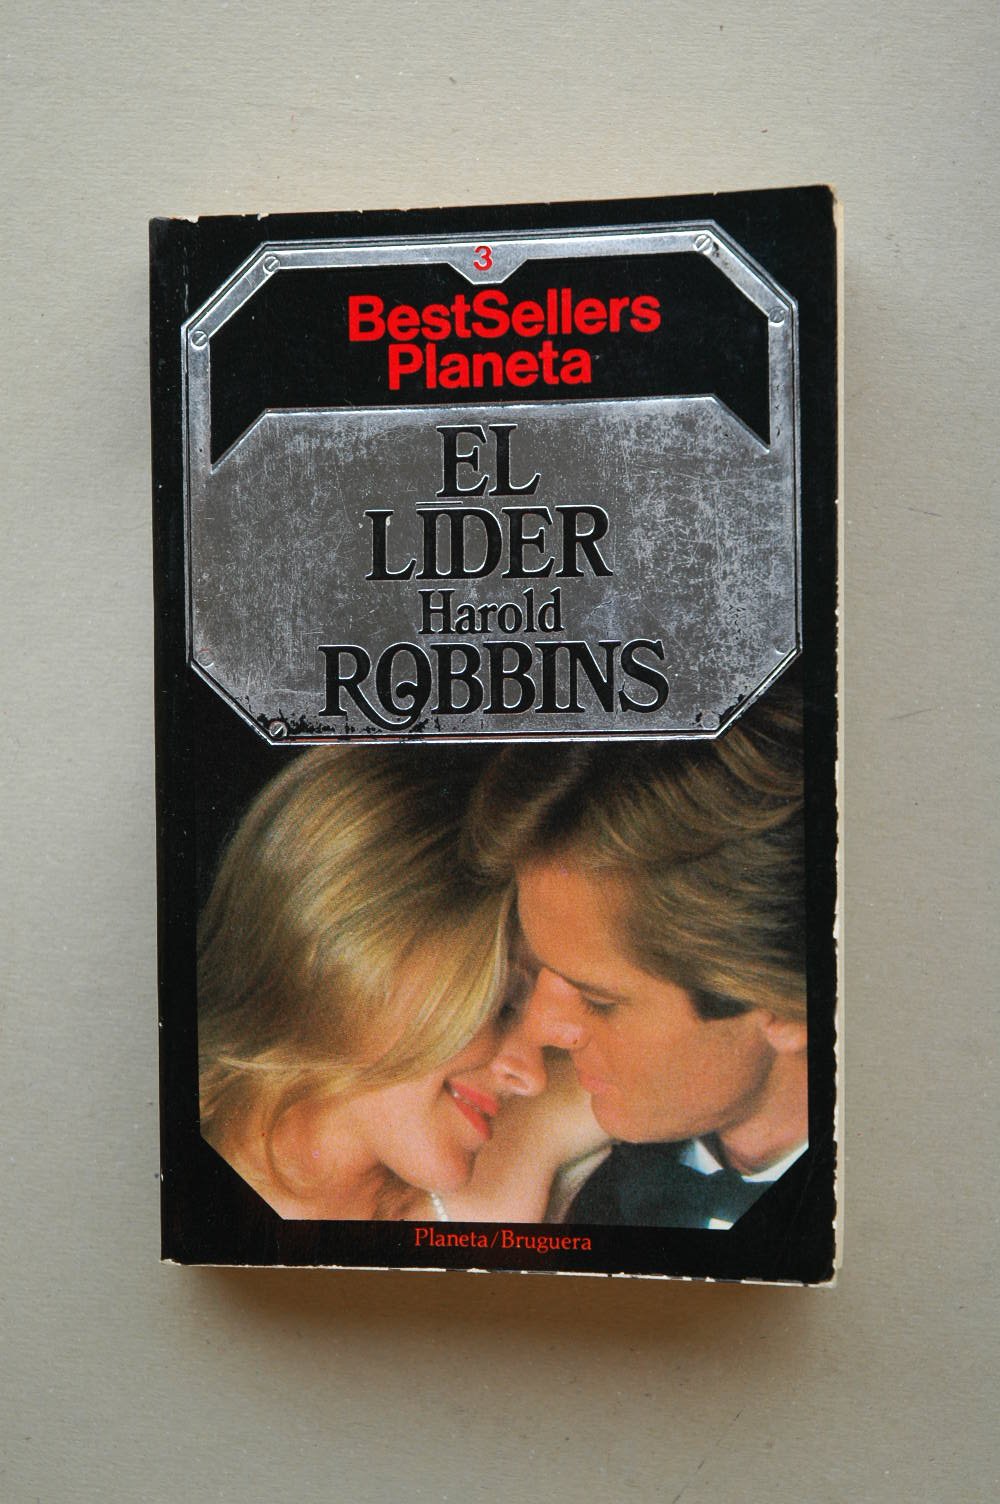 3
BestSellers
Planeta
EL
LIDER
Harold
ROBBINS
Planeta/Bruguera